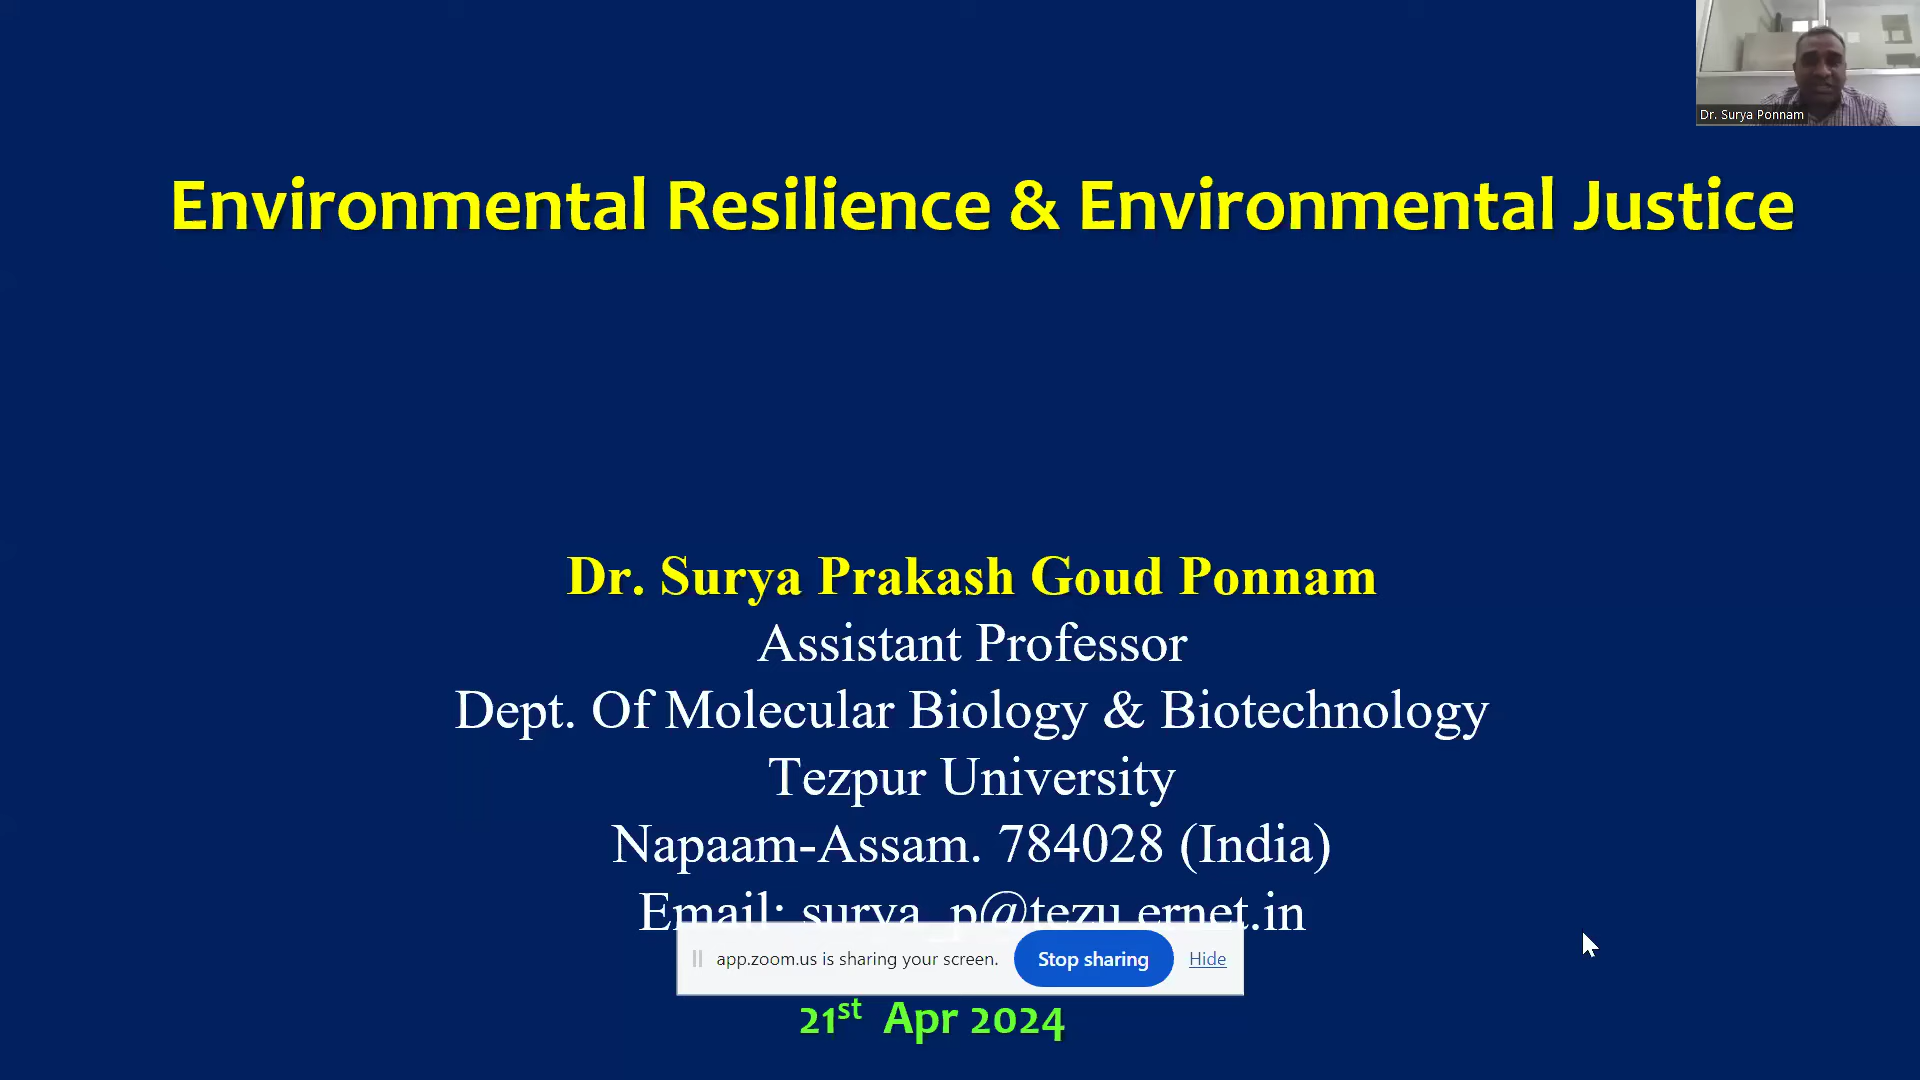 Dr. Surya Ponnam
Environmental Resilience & Environmental Justice
Dr. Surya Prakash Goud Ponnam
Assistant Professor
Dept. Of Molecular Biology & Biotechnology
Tezpur University
Napaam-Assam. 784028 (India)
Email: surya_p@tezu.ernet.in
app.zoom.us is sharing your screen. Stop sharing Hide
21st Apr 2024